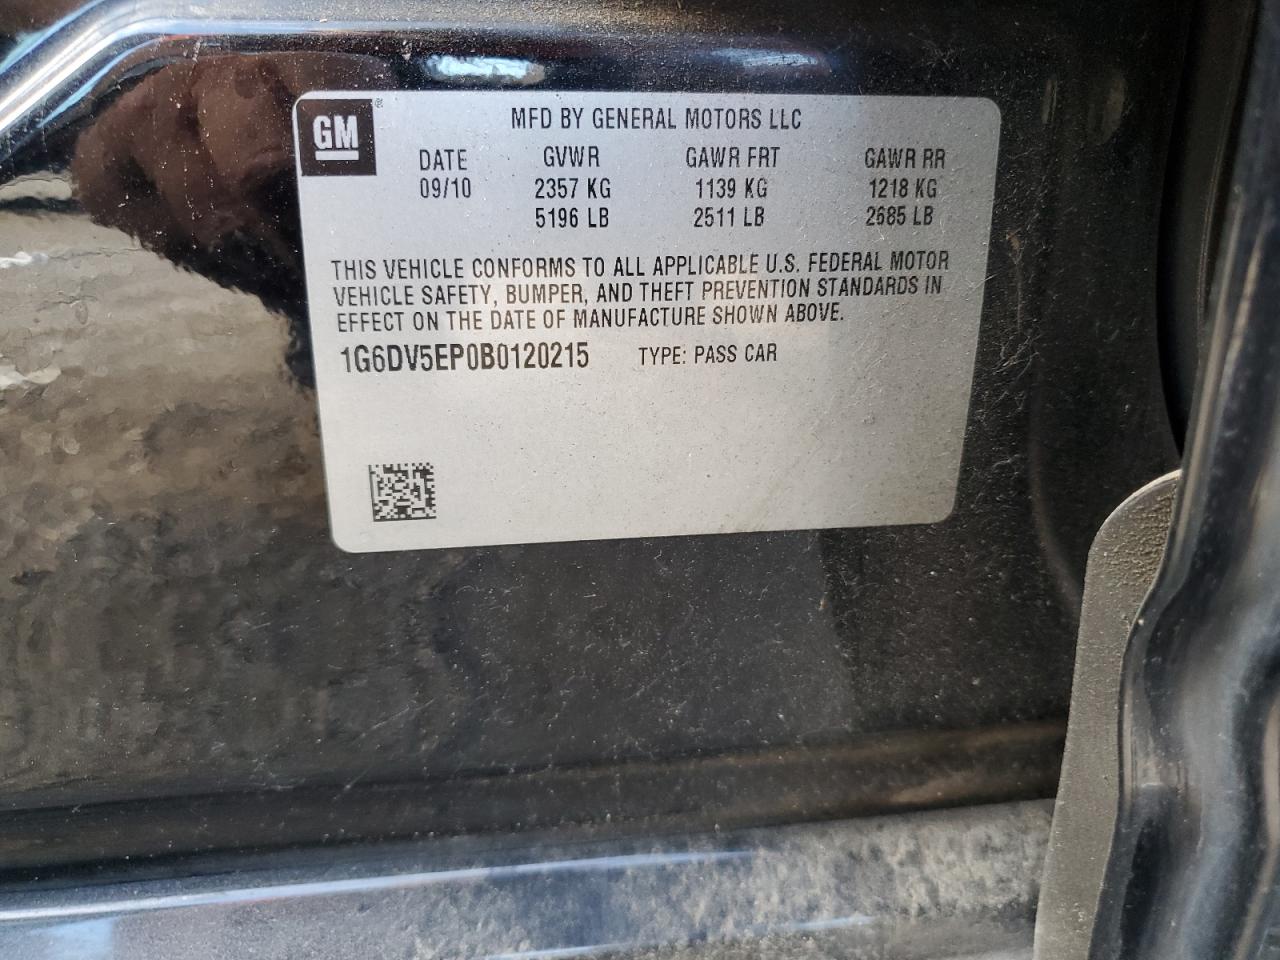 GM®
MFD BY GENERAL MOTORS LLC
DATE GVWR GAWR FRT GAWR RR
09/10 2357 KG 1139 KG 1218 KG
5196 LB 2511 LB 2685 LB
THIS VEHICLE CONFORMS TO ALL APPLICABLE U.S. FEDERAL MOTOR
VEHICLE SAFETY, BUMPER, AND THEFT PREVENTION STANDARDS IN
EFFECT ON THE DATE OF MANUFACTURE SHOWN ABOVE.
1G6DV5EP0B0120215 TYPE: PASS CAR